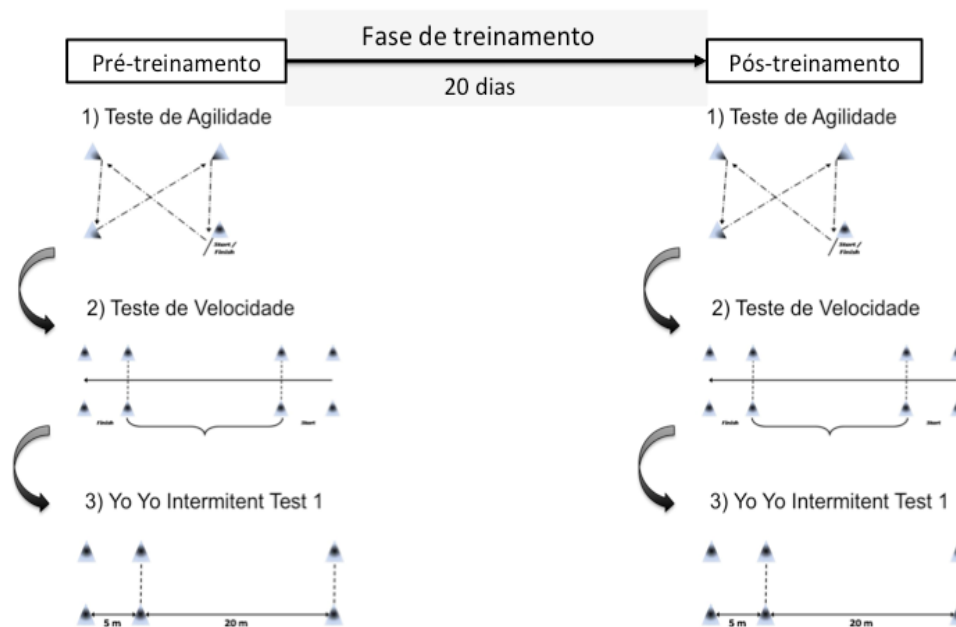 Fase de treinamento
Pré-treinamento
20 dias
Pós-treinamento
1) Teste de Agilidade
Start /
Finish
2) Teste de Velocidade
Finish
Start
3) Yo Yo Intermitent Test 1
5 m
20 m
1) Teste de Agilidade
Start /
Finish
2) Teste de Velocidade
Finish
Start
3) Yo Yo Intermitent Test 1
5 m
20 m